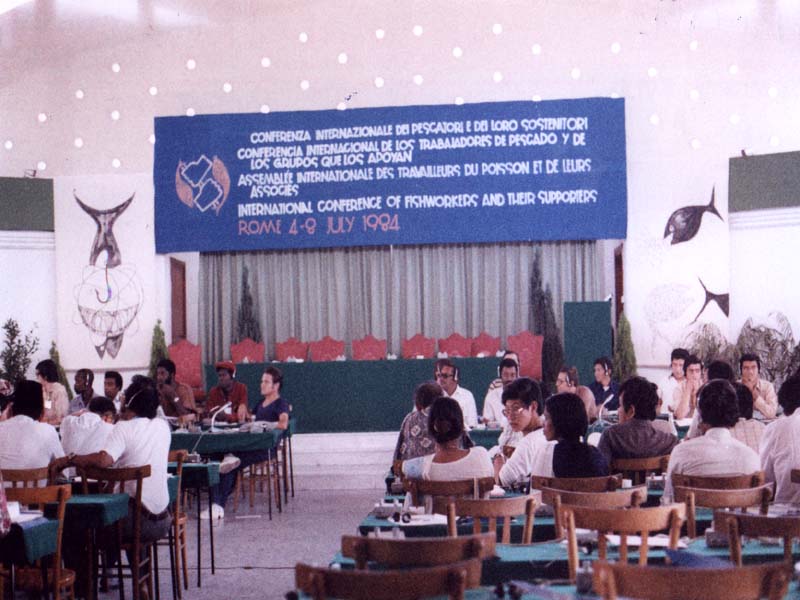 CONFERENZA INTERNAZIONALE DEI PESCATORI E DEI LORO SOSTENITORI
CONFERENCIA INTERNACIONAL DE LOS TRABAJADORES DE PESCADO Y DE
LOS GRUPOS QUE LOS APOYAN
ASSEMBLÉE INTERNATIONALE DES TRAVAILLEURS DU POISSON ET DE LEURS
ASSOCIÉS
INTERNATIONAL CONFERENCE OF FISHWORKERS AND THEIR SUPPORTERS
ROME 4-8 JULY 1984